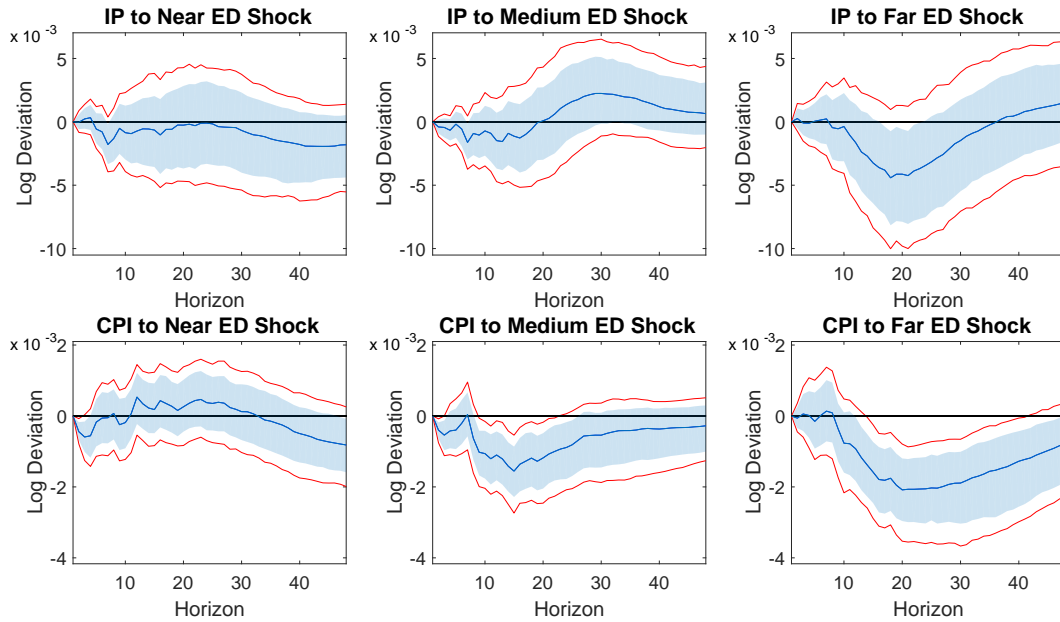 IP to Near ED Shock
x 10 -3
5
0
-5
-10
Log Deviation
10 20 30 40
Horizon
IP to Medium ED Shock
x 10 -3
5
0
-5
-10
Log Deviation
10 20 30 40
Horizon
IP to Far ED Shock
x 10 -3
5
0
-5
-10
Log Deviation
10 20 30 40
Horizon
CPI to Near ED Shock
x 10 -3
2
0
-2
-4
Log Deviation
10 20 30 40
Horizon
CPI to Medium ED Shock
x 10 -3
2
0
-2
-4
Log Deviation
10 20 30 40
Horizon
CPI to Far ED Shock
x 10 -3
2
0
-2
-4
Log Deviation
10 20 30 40
Horizon